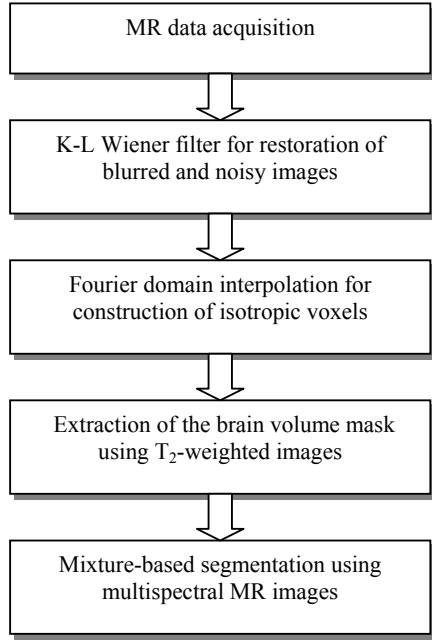 MR data acquisition
K-L Wiener filter for restoration of
blurred and noisy images
Fourier domain interpolation for
construction of isotropic voxels
Extraction of the brain volume mask
using T₂-weighted images
Mixture-based segmentation using
multispectral MR images